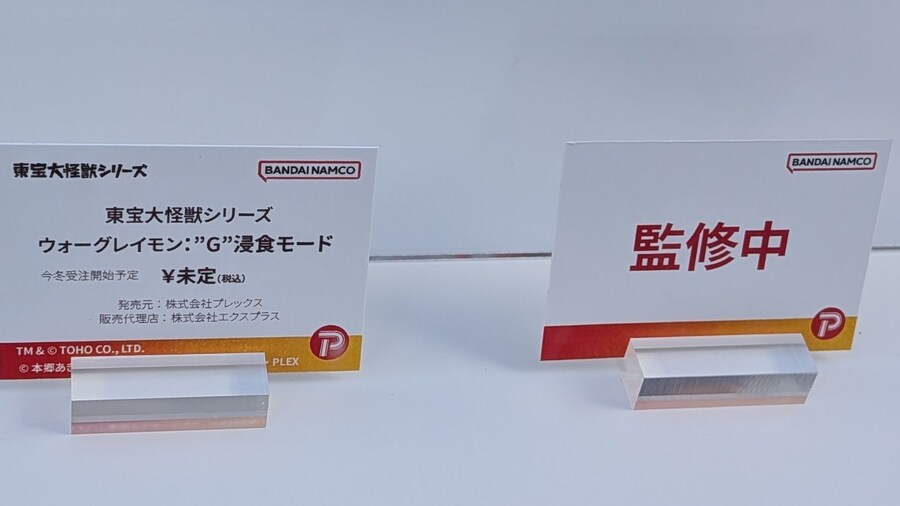 東宝大怪獣シリーズ
BANDAI NAMCO
東宝大怪獣シリーズ
ウォーグレイモン:”G”浸食モード
今冬受注開始予定 ¥未定(税込)
発売元：株式会社プレックス
販売代理店：株式会社エクスプラス
TM & © TOHO CO., LTD.
© 本郷あき
PLEX
P
BANDAI NAMCO
監修中
P